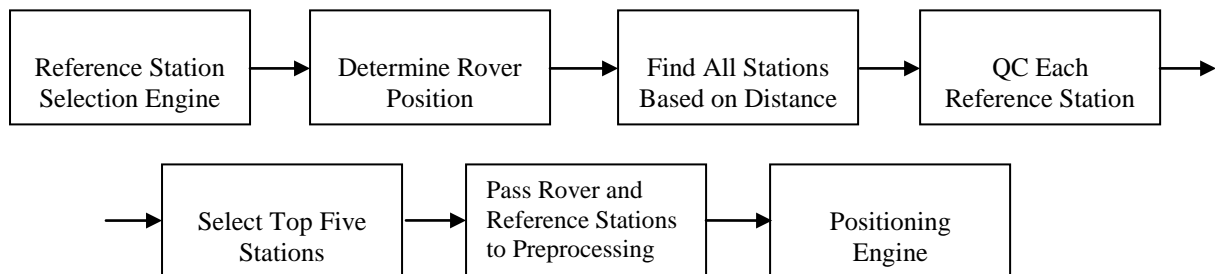 Reference Station
Selection Engine
Determine Rover
Position
Find All Stations
Based on Distance
QC Each
Reference Station
Select Top Five
Stations
Pass Rover and
Reference Stations
to Preprocessing
Positioning
Engine